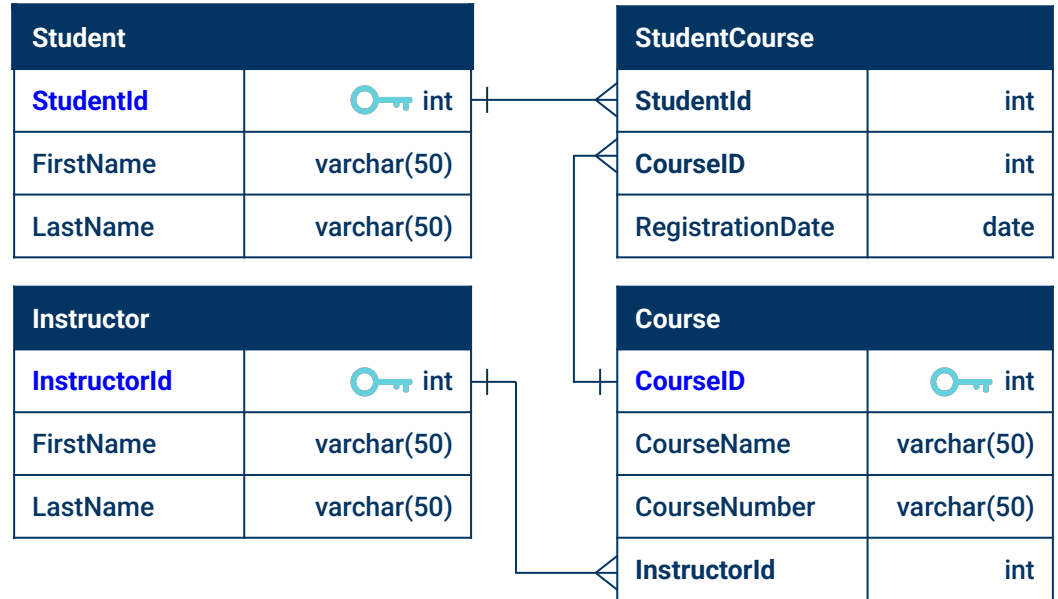 Student
StudentId int
FirstName varchar(50)
LastName varchar(50)
StudentCourse
StudentId int
CourseID int
RegistrationDate date
Instructor
InstructorId int
FirstName varchar(50)
LastName varchar(50)
Course
CourseID int
CourseName varchar(50)
CourseNumber varchar(50)
InstructorId int